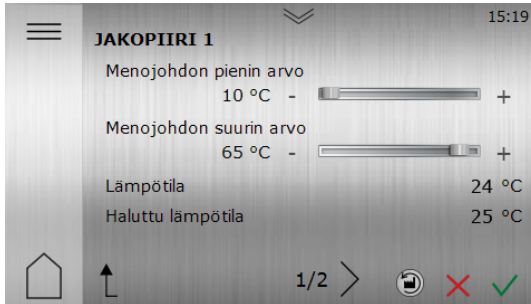 15:19
JAKOPIIRI 1
Menojohdon pienin arvo
10 °C - +
Menojohdon suurin arvo
65 °C - +
Lämpötila 24 °C
Haluttu lämpötila 25 °C
1/2